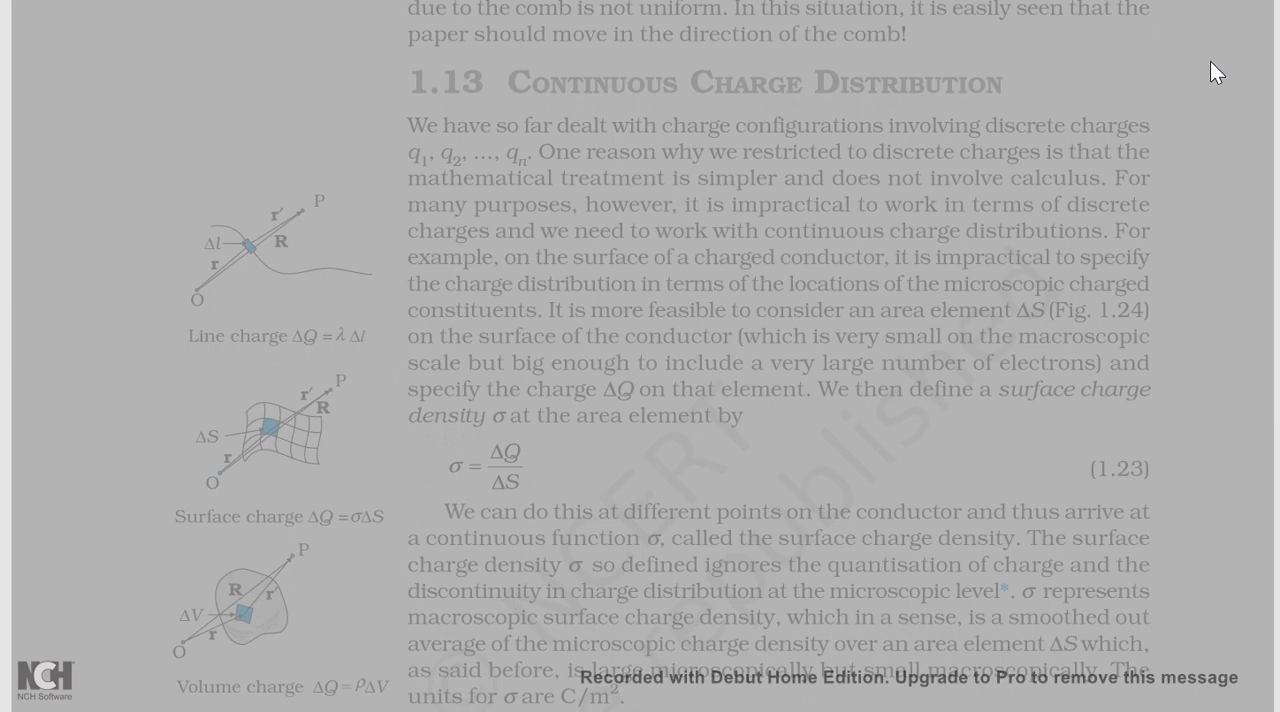 due to the comb is not uniform. In this situation, it is easily seen that the
paper should move in the direction of the comb!
1.13 CONTINUOUS CHARGE DISTRIBUTION
We have so far dealt with charge configurations involving discrete charges
q1, q2, ..., qn. One reason why we restricted to discrete charges is that the
mathematical treatment is simpler and does not involve calculus. For
many purposes, however, it is impractical to work in terms of discrete
charges and we need to work with continuous charge distributions. For
example, on the surface of a charged conductor, it is impractical to specify
the charge distribution in terms of the locations of the microscopic charged
constituents. It is more feasible to consider an area element ΔS (Fig. 1.24)
on the surface of the conductor (which is very small on the macroscopic
scale but big enough to include a very large number of electrons) and
specify the charge ΔQ on that element. We then define a surface charge
density σ at the area element by
σ = ΔQ/ΔS (1.23)
We can do this at different points on the conductor and thus arrive at
a continuous function σ, called the surface charge density. The surface
charge density σ so defined ignores the quantisation of charge and the
discontinuity in charge distribution at the microscopic level*. σ represents
macroscopic surface charge density, which in a sense, is a smoothed out
average of the microscopic charge density over an area element ΔS which,
as said before, is large microscopically but small macroscopically. The
units for σ are C/m².
P
r′
R
Δl
r
O
Line charge ΔQ = λ Δl
P
r′
R
ΔS
r
O
Surface charge ΔQ = σΔS
P
R
r′
ΔV
r
O
Volume charge ΔQ = ρΔV
NCERT
republished
NCH
NCH Software
Recorded with Debut Home Edition. Upgrade to Pro to remove this message